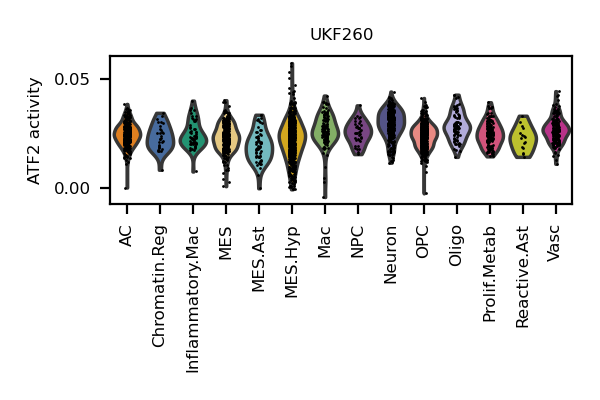 UKF260
ATF2 activity
0.05
0.00
AC
Chromatin.Reg
Inflammatory.Mac
MES
MES.Ast
MES.Hyp
Mac
NPC
Neuron
OPC
Oligo
Prolif.Metab
Reactive.Ast
Vasc